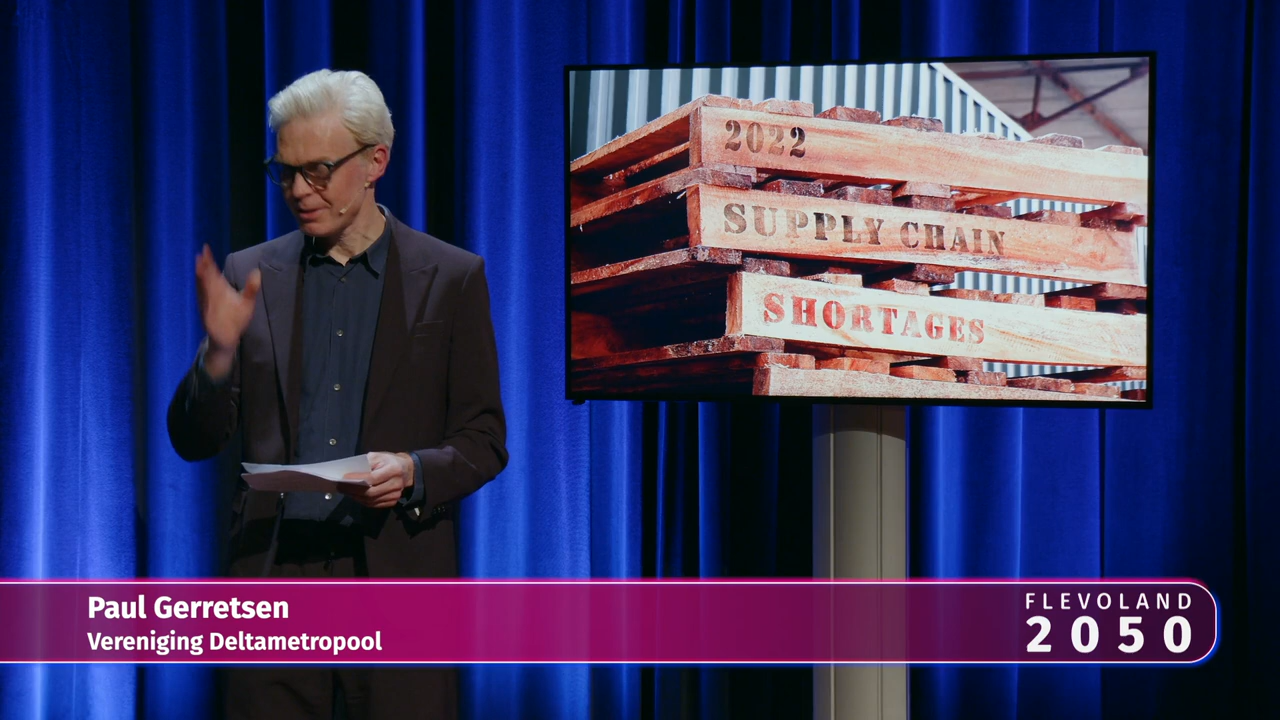 2022
SUPPLY CHAIN
SHORTAGES
Paul Gerretsen
Vereniging Deltametropool
FLEVOLAND
2050